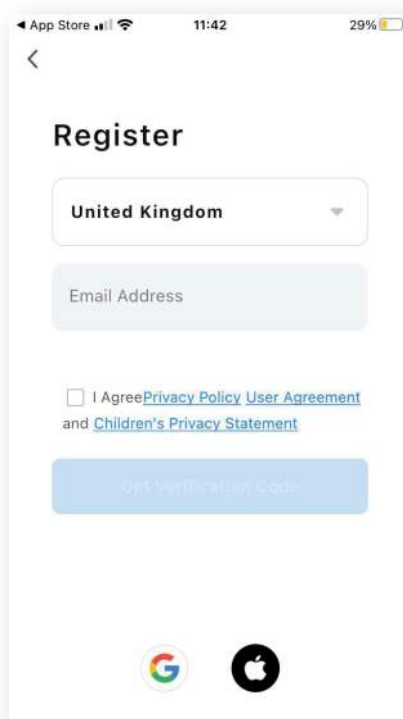 ◀ App Store 11:42 29%
Register
United Kingdom
Email Address
I AgreePrivacy Policy User Agreement
and Children's Privacy Statement
Get Verification Code